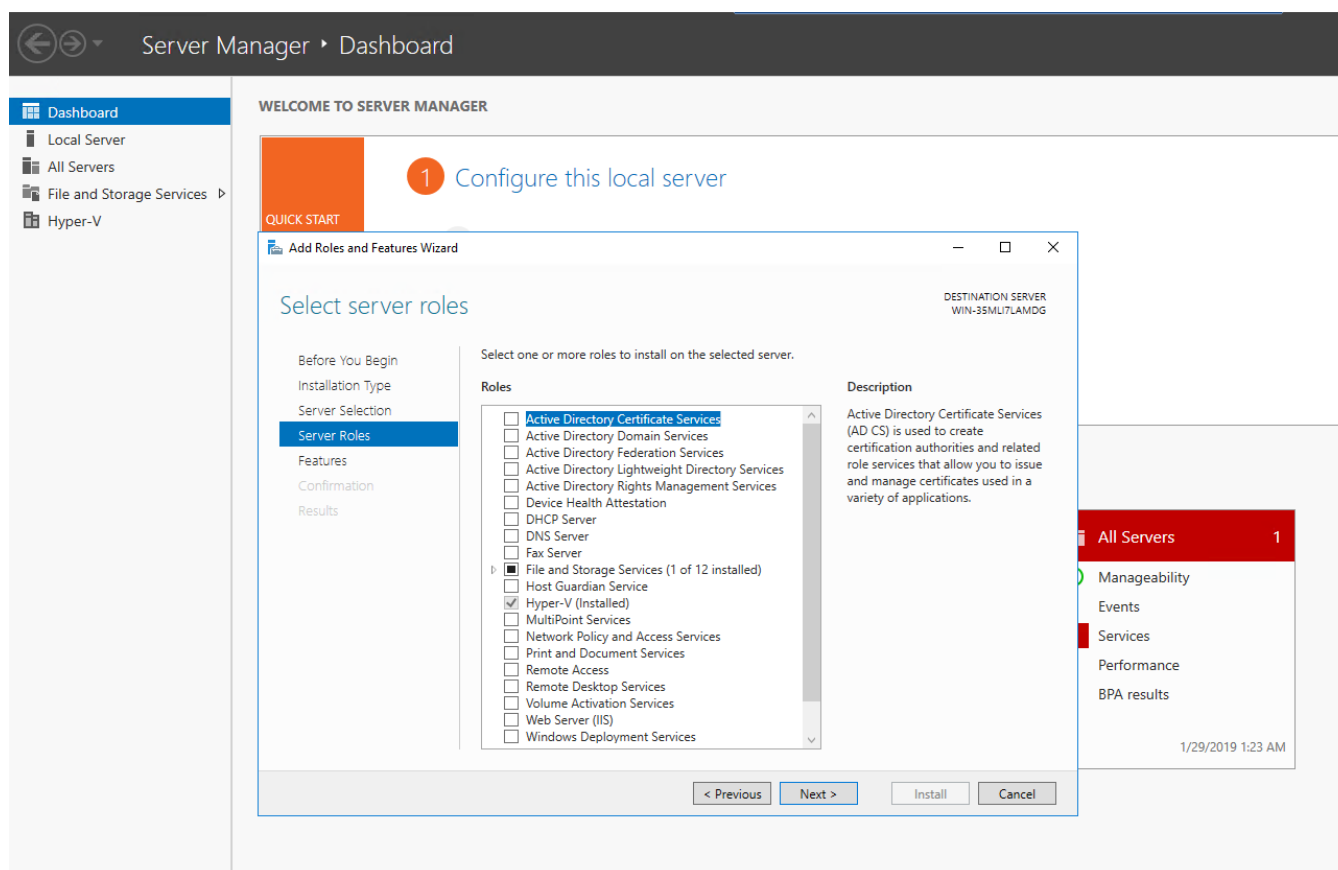 Server Manager ‣ Dashboard
Dashboard
Local Server
All Servers
File and Storage Services
Hyper-V
WELCOME TO SERVER MANAGER
QUICK START
1 Configure this local server
Add Roles and Features Wizard
Select server roles
DESTINATION SERVER
WIN-35MLI7LAMDG
Before You Begin
Installation Type
Server Selection
Server Roles
Features
Confirmation
Results
Select one or more roles to install on the selected server.
Roles
Active Directory Certificate Services
Active Directory Domain Services
Active Directory Federation Services
Active Directory Lightweight Directory Services
Active Directory Rights Management Services
Device Health Attestation
DHCP Server
DNS Server
Fax Server
File and Storage Services (1 of 12 installed)
Host Guardian Service
Hyper-V (Installed)
MultiPoint Services
Network Policy and Access Services
Print and Document Services
Remote Access
Remote Desktop Services
Volume Activation Services
Web Server (IIS)
Windows Deployment Services
Description
Active Directory Certificate Services
(AD CS) is used to create
certification authorities and related
role services that allow you to issue
and manage certificates used in a
variety of applications.
< Previous
Next >
Install
Cancel
All Servers 1
Manageability
Events
Services
Performance
BPA results
1/29/2019 1:23 AM